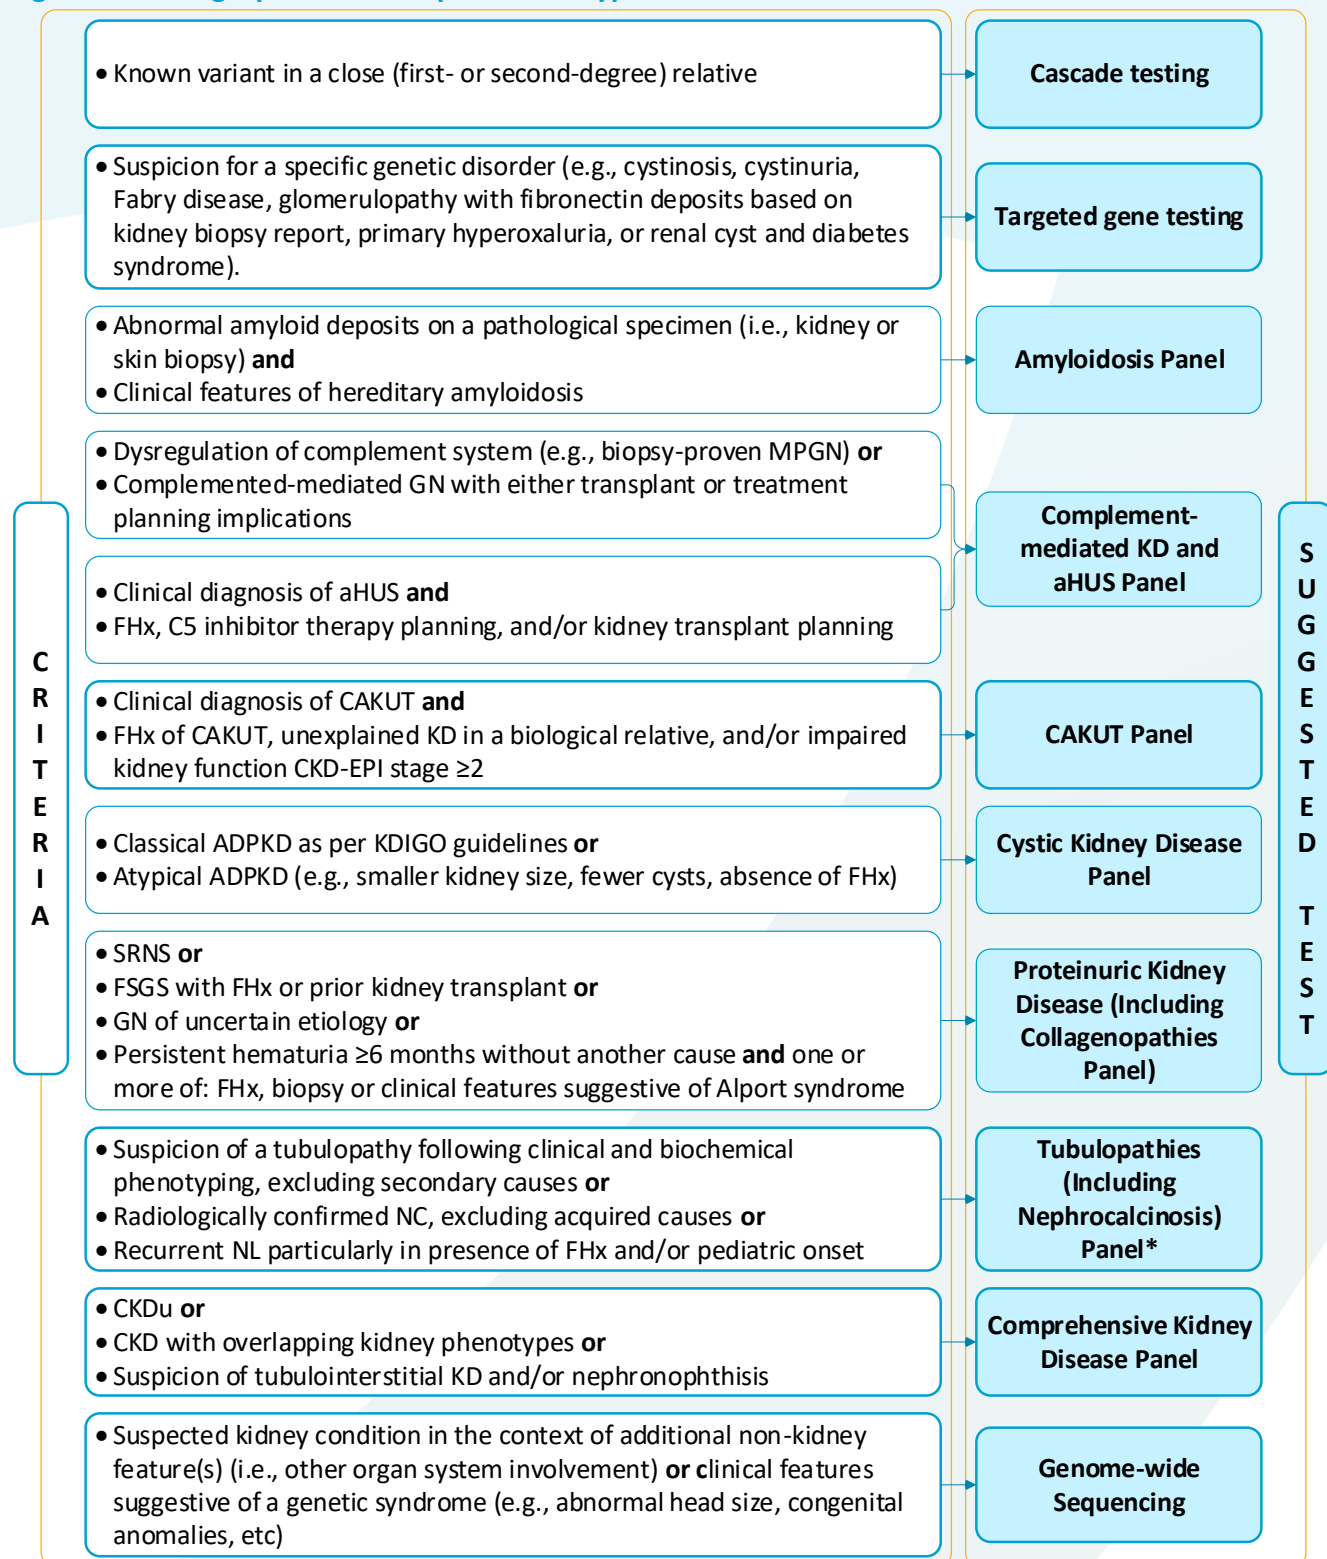 • Known variant in a close (first- or second-degree) relative
Cascade testing
• Suspicion for a specific genetic disorder (e.g., cystinosis, cystinuria,
Fabry disease, glomerulopathy with fibronectin deposits based on
kidney biopsy report, primary hyperoxaluria, or renal cyst and diabetes
syndrome).
Targeted gene testing
• Abnormal amyloid deposits on a pathological specimen (i.e., kidney or
skin biopsy) and
• Clinical features of hereditary amyloidosis
Amyloidosis Panel
• Dysregulation of complement system (e.g., biopsy-proven MPGN) or
• Complemented-mediated GN with either transplant or treatment
planning implications
• Clinical diagnosis of aHUS and
• FHx, C5 inhibitor therapy planning, and/or kidney transplant planning
Complement-
mediated KD and
aHUS Panel
• Clinical diagnosis of CAKUT and
• FHx of CAKUT, unexplained KD in a biological relative, and/or impaired
kidney function CKD-EPI stage ≥2
CAKUT Panel
• Classical ADPKD as per KDIGO guidelines or
• Atypical ADPKD (e.g., smaller kidney size, fewer cysts, absence of FHx)
Cystic Kidney Disease
Panel
• SRNS or
• FSGS with FHx or prior kidney transplant or
• GN of uncertain etiology or
• Persistent hematuria ≥6 months without another cause and one or
more of: FHx, biopsy or clinical features suggestive of Alport syndrome
Proteinuric Kidney
Disease (Including
Collagenopathies
Panel)
• Suspicion of a tubulopathy following clinical and biochemical
phenotyping, excluding secondary causes or
• Radiologically confirmed NC, excluding acquired causes or
• Recurrent NL particularly in presence of FHx and/or pediatric onset
Tubulopathies
(Including
Nephrocalcinosis)
Panel*
• CKDu or
• CKD with overlapping kidney phenotypes or
• Suspicion of tubulointerstitial KD and/or nephronophthisis
Comprehensive Kidney
Disease Panel
• Suspected kidney condition in the context of additional non-kidney
feature(s) (i.e., other organ system involvement) or clinical features
suggestive of a genetic syndrome (e.g., abnormal head size, congenital
anomalies, etc)
Genome-wide
Sequencing
CRITERIA
SUGGESTED TEST